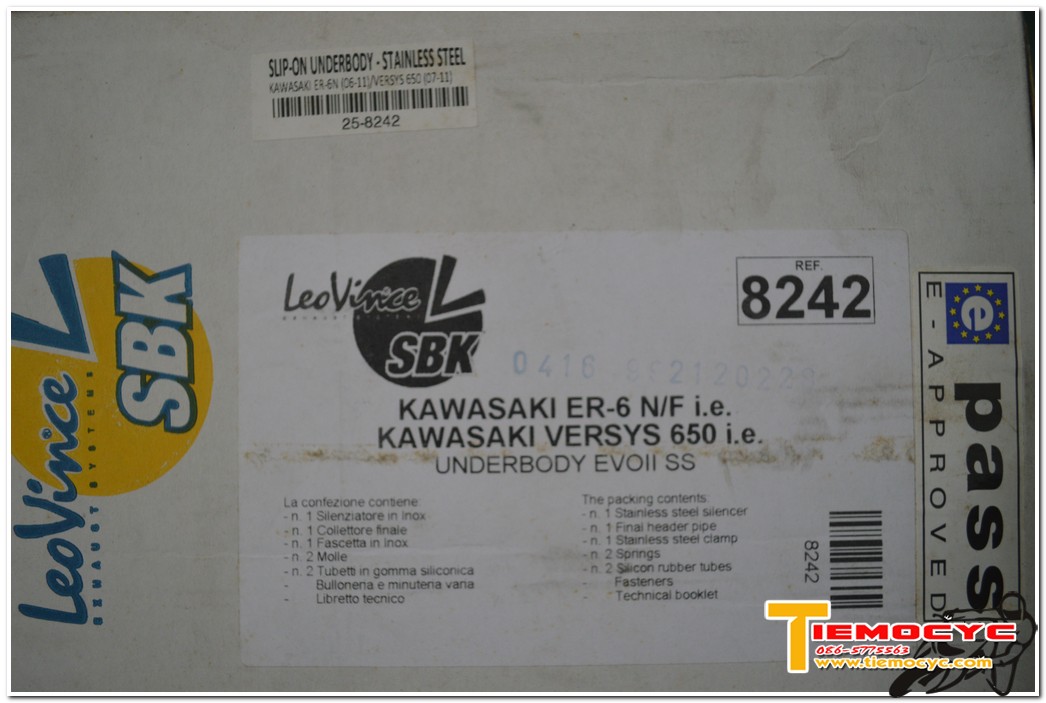 SLIP-ON UNDERBODY - STAINLESS STEEL
KAWASAKI ER-6N (06-11)/VERSYS 650 (07-11)
25-8242
LeoVince
SBK
REF.
8242
0416
KAWASAKI ER-6 N/F i.e.
KAWASAKI VERSYS 650 i.e.
UNDERBODY EVOII SS
La confezione contiene:
- n. 1 Silenziatore in Inox
- n. 1 Collettore finale
- n. 1 Fascetta in Inox
- n. 2 Molle
- n. 2 Tubetti in gomma siliconica
- Bulloneria e minuteria varia
- Libretto tecnico
The packing contents:
- n. 1 Stainless steel silencer
- n. 1 Final header pipe
- n. 1 Stainless steel clamp
- n. 2 Springs
- n. 2 Silicon rubber tubes
- Fasteners
- Technical booklet
8242
LeoVince
EXHAUST SYSTEMS
SBK
e
pass
E-APPROVED
TIEMOCYC
086-5775563
www.tiemocyc.com